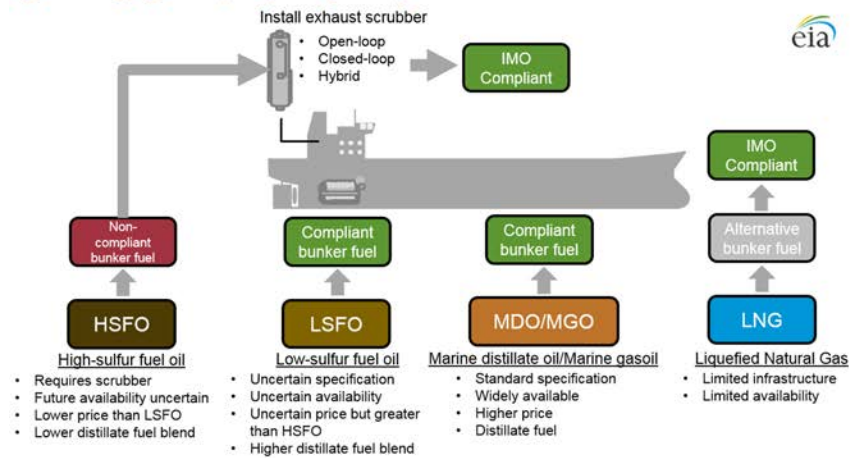 Install exhaust scrubber
• Open-loop
• Closed-loop
• Hybrid
IMO
Compliant
eia
IMO
Compliant
Non-
compliant
bunker fuel
Compliant
bunker fuel
Compliant
bunker fuel
Alternative
bunker fuel
HSFO
LSFO
MDO/MGO
LNG
High-sulfur fuel oil
• Requires scrubber
• Future availability uncertain
• Lower price than LSFO
• Lower distillate fuel blend
Low-sulfur fuel oil
• Uncertain specification
• Uncertain availability
• Uncertain price but greater
than HSFO
• Higher distillate fuel blend
Marine distillate oil/Marine gasoil
• Standard specification
• Widely available
• Higher price
• Distillate fuel
Liquefied Natural Gas
• Limited infrastructure
• Limited availability